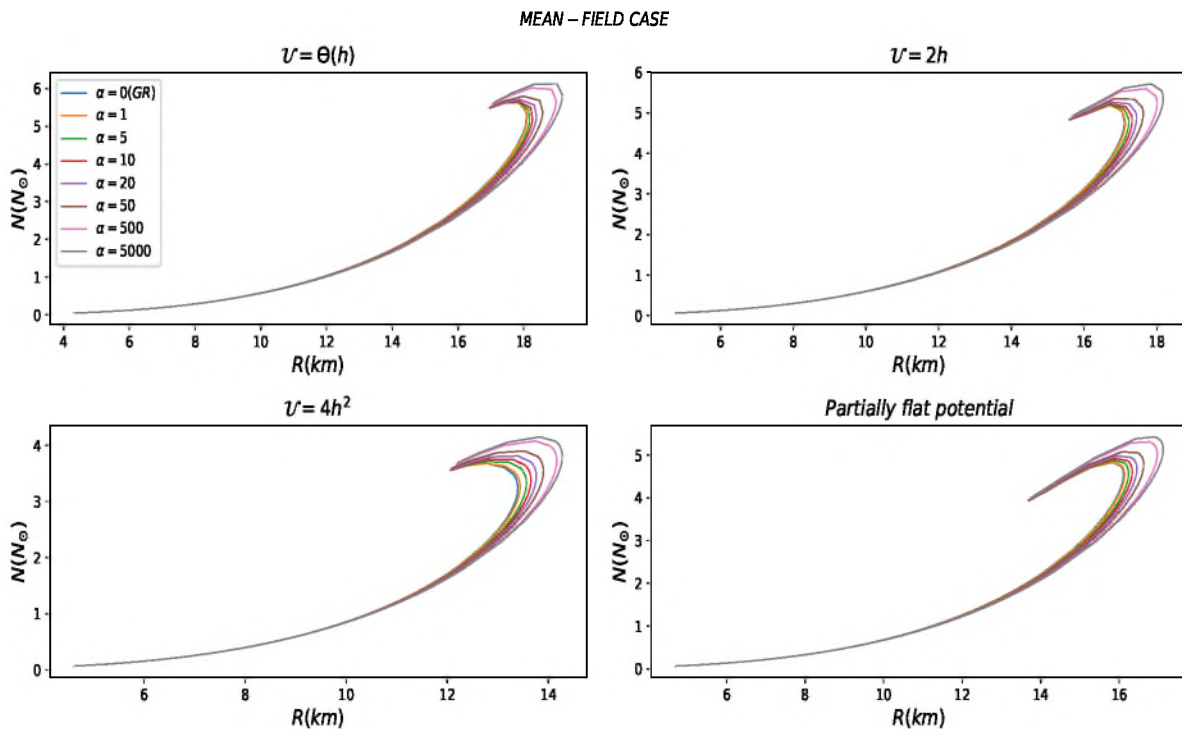 MEAN – FIELD CASE
𝒰 = Θ(h)
N(N⊙)
6
5
4
3
2
1
0
α = 0(GR)
α = 1
α = 5
α = 10
α = 20
α = 50
α = 500
α = 5000
4 6 8 10 12 14 16 18
R(km)
𝒰 = 2h
N(N⊙)
6
5
4
3
2
1
0
6 8 10 12 14 16 18
R(km)
𝒰 = 4h²
N(N⊙)
4
3
2
1
0
6 8 10 12 14
R(km)
Partially flat potential
N(N⊙)
5
4
3
2
1
0
6 8 10 12 14 16
R(km)